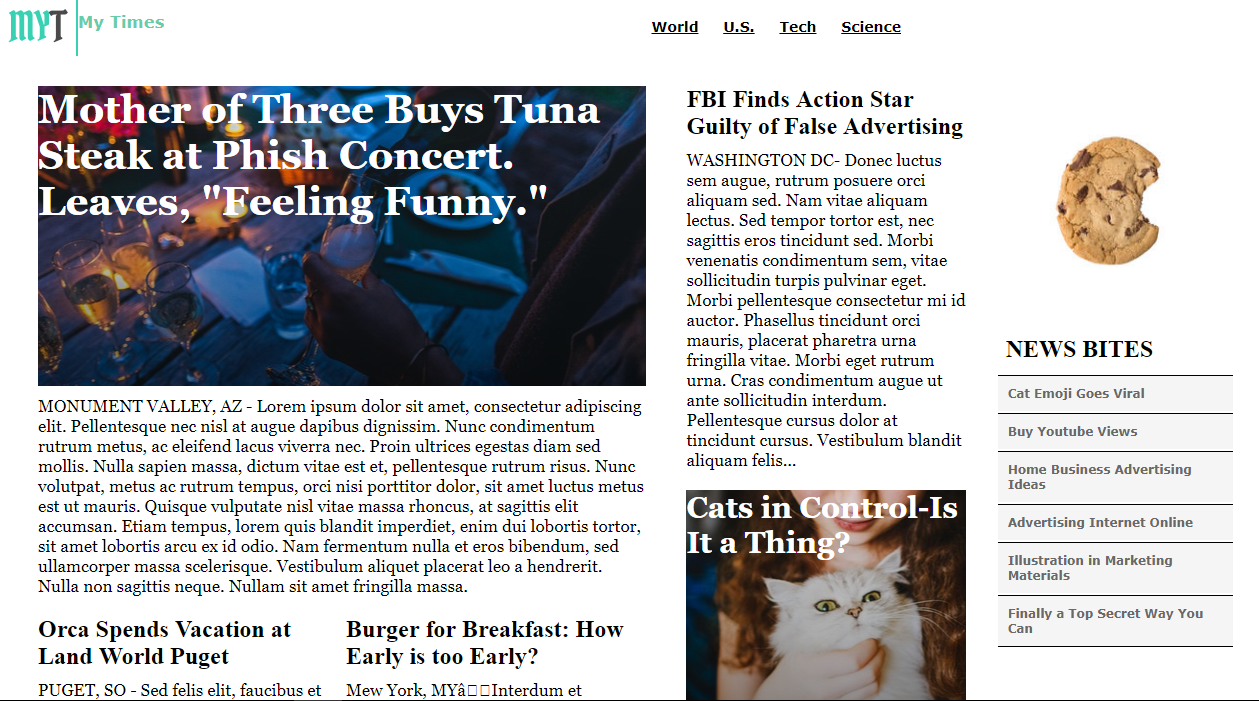 MYT
My Times
World U.S. Tech Science
Mother of Three Buys Tuna
Steak at Phish Concert.
Leaves, "Feeling Funny."
MONUMENT VALLEY, AZ - Lorem ipsum dolor sit amet, consectetur adipiscing
elit. Pellentesque nec nisl at augue dapibus dignissim. Nunc condimentum
rutrum metus, ac eleifend lacus viverra nec. Proin ultrices egestas diam sed
mollis. Nulla sapien massa, dictum vitae est et, pellentesque rutrum risus. Nunc
volutpat, metus ac rutrum tempus, orci nisi porttitor dolor, sit amet luctus metus
est ut mauris. Quisque vulputate nisl vitae massa rhoncus, at sagittis elit
accumsan. Etiam tempus, lorem quis blandit imperdiet, enim dui lobortis tortor,
sit amet lobortis arcu ex id odio. Nam fermentum nulla et eros bibendum, sed
ullamcorper massa scelerisque. Vestibulum aliquet placerat leo a hendrerit.
Nulla non sagittis neque. Nullam sit amet fringilla massa.
Orca Spends Vacation at
Land World Puget
PUGET, SO - Sed felis elit, faucibus et
Burger for Breakfast: How
Early is too Early?
Mew York, MYâ□□Interdum et
FBI Finds Action Star
Guilty of False Advertising
WASHINGTON DC- Donec luctus
sem augue, rutrum posuere orci
aliquam sed. Nam vitae aliquam
lectus. Sed tempor tortor est, nec
sagittis eros tincidunt sed. Morbi
venenatis condimentum sem, vitae
sollicitudin turpis pulvinar eget.
Morbi pellentesque consectetur mi id
auctor. Phasellus tincidunt orci
mauris, placerat pharetra urna
fringilla vitae. Morbi eget rutrum
urna. Cras condimentum augue ut
ante sollicitudin interdum.
Pellentesque cursus dolor at
tincidunt cursus. Vestibulum blandit
aliquam felis...
Cats in Control-Is
It a Thing?
NEWS BITES
Cat Emoji Goes Viral
Buy Youtube Views
Home Business Advertising
Ideas
Advertising Internet Online
Illustration in Marketing
Materials
Finally a Top Secret Way You
Can